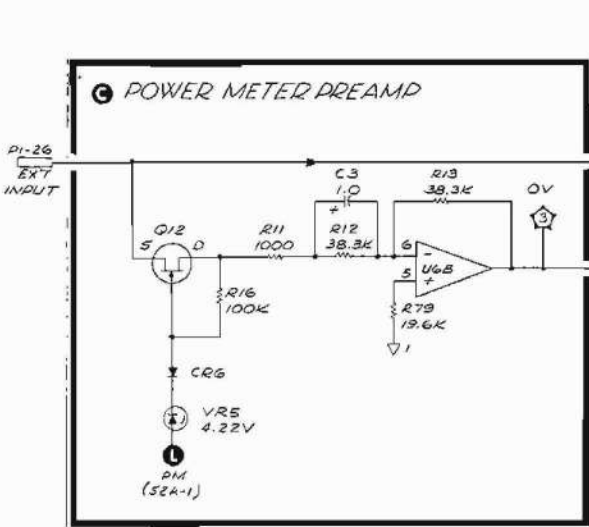 C POWER METER PREAMP
P1-26
EXT
INPUT
C3
1.0
+
R13
38.3K
0V
3
Q12
S
D
R11
1000
R12
38.3K
6
-
U6B
5
+
R16
100K
R79
19.6K
1
CR6
VR5
4.22V
L
PM
(S2A-1)